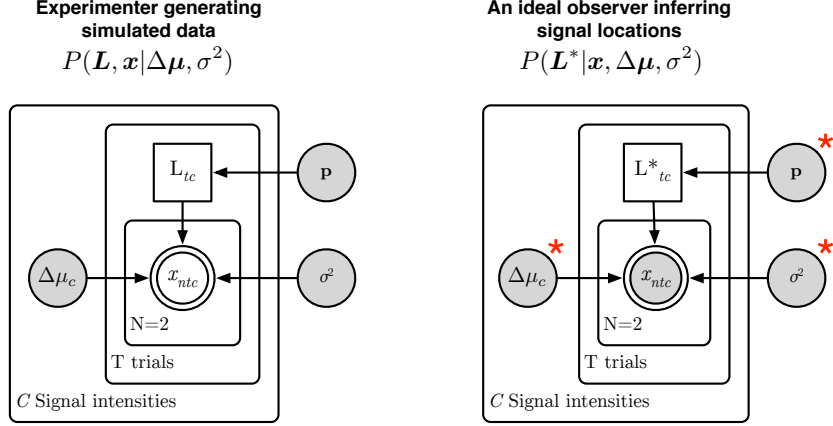 Experimenter generating
simulated data
P(L, x|Δμ, σ²)
L_tc
p
Δμ_c
x_ntc
σ²
N=2
T trials
C Signal intensities
An ideal observer inferring
signal locations
P(L*|x, Δμ, σ²)
L*_tc
p *
Δμ_c *
x_ntc
σ² *
N=2
T trials
C Signal intensities